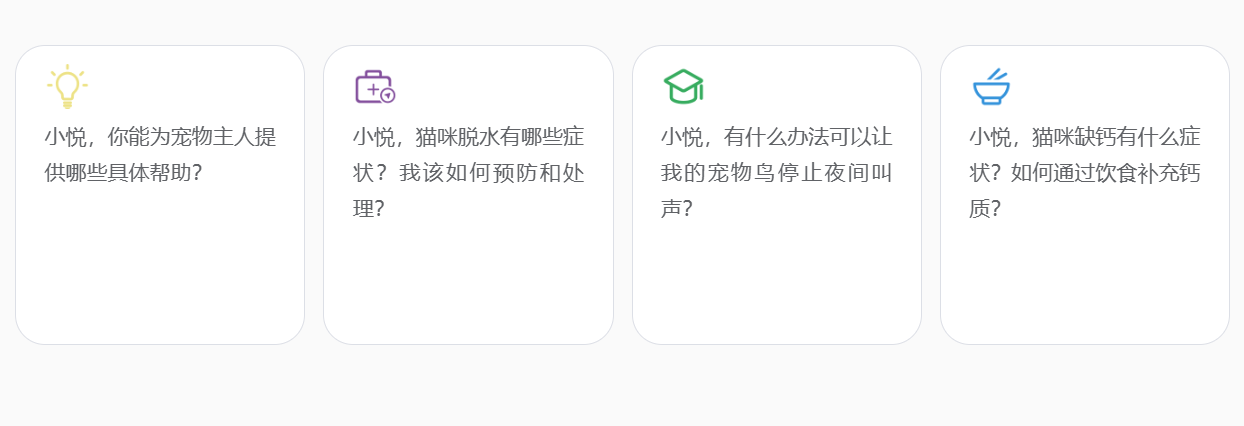 小悦，你能为宠物主人提
供哪些具体帮助？
小悦，猫咪脱水有哪些症
状？我该如何预防和处
理？
小悦，有什么办法可以让
我的宠物鸟停止夜间叫
声？
小悦，猫咪缺钙有什么症
状？如何通过饮食补充钙
质？